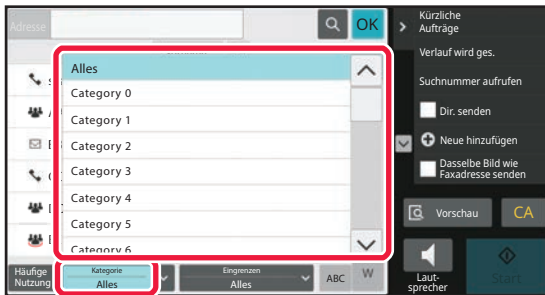 Adresse
OK
Kürzliche
Aufträge
Verlauf wird ges.
Suchnummer aufrufen
Dir. senden
Neue hinzufügen
Dasselbe Bild wie
Faxadresse senden
Vorschau
CA
Laut-
sprecher
Start
Alles
Category 0
Category 1
Category 2
Category 3
Category 4
Category 5
Category 6
Häufige
Nutzung
Kategorie
Alles
Eingrenzen
Alles
ABC
W